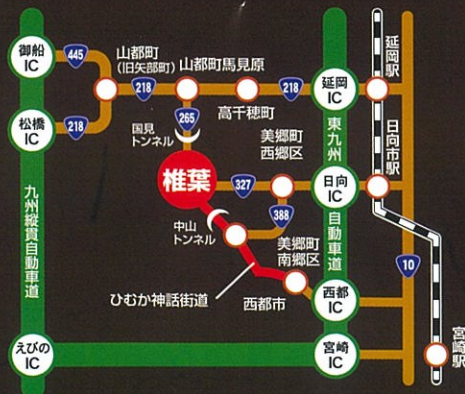 御船
IC
445
山都町
(旧矢部町)
218
山都町馬見原
218
延岡
IC
延岡駅
松橋
IC
218
国見
トンネル
265
高千穂町
東九州
自動車道
椎葉
327
美郷町
西郷区
日向
IC
日向市駅
388
中山
トンネル
美郷町
南郷区
九州縦貫自動車道
ひむか神話街道
西都市
西都
IC
10
えびの
IC
宮崎
IC
宮崎駅